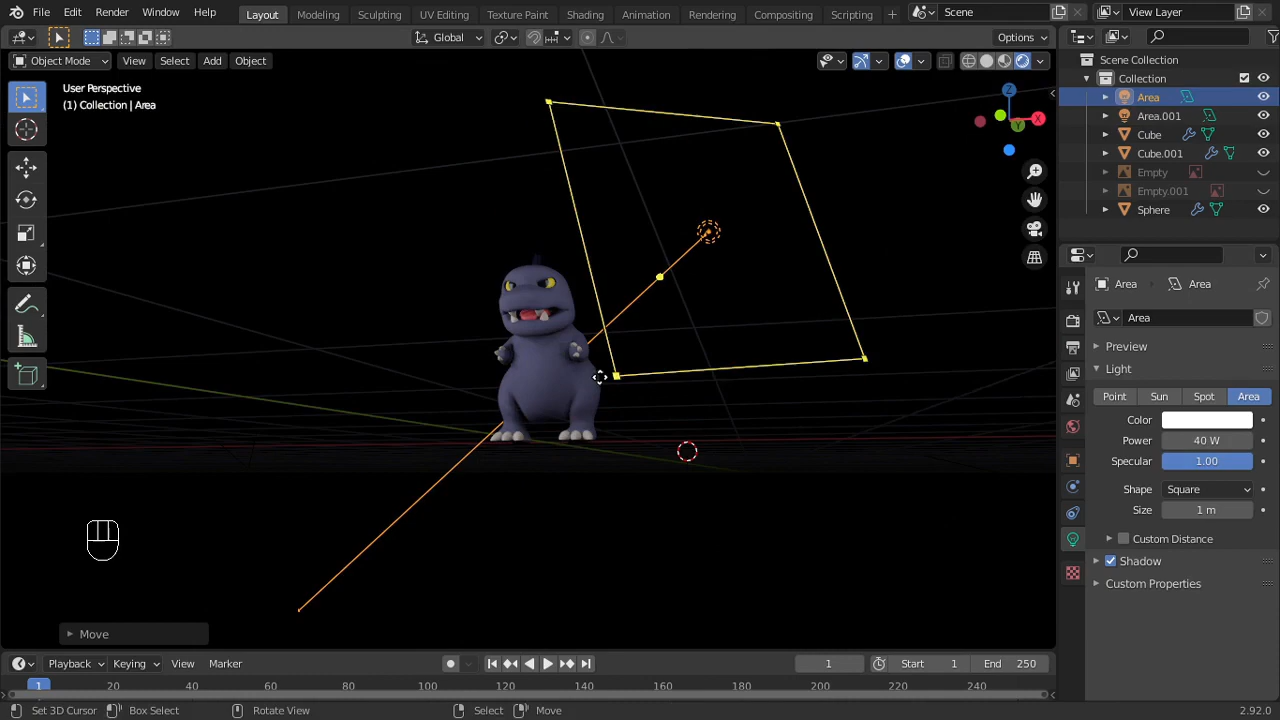 File Edit Render Window Help Layout Modeling Sculpting UV Editing Texture Paint Shading Animation Rendering Compositing Scripting Scene View Layer
Global Options
Object Mode View Select Add Object
User Perspective
(1) Collection | Area
Z
X
Y
Move
Scene Collection
Collection
Area
Area.001
Cube
Cube.001
Empty
Empty.001
Sphere
Area Area
Area
Preview
Light
Point Sun Spot Area
Color
Power 40 W
Specular 1.00
Shape Square
Size 1 m
Custom Distance
Shadow
Custom Properties
Playback Keying View Marker 1 Start 1 End 250
1 20 40 60 80 100 120 140 160 180 200 220 240
Set 3D Cursor Box Select Rotate View Select Move 2.92.0